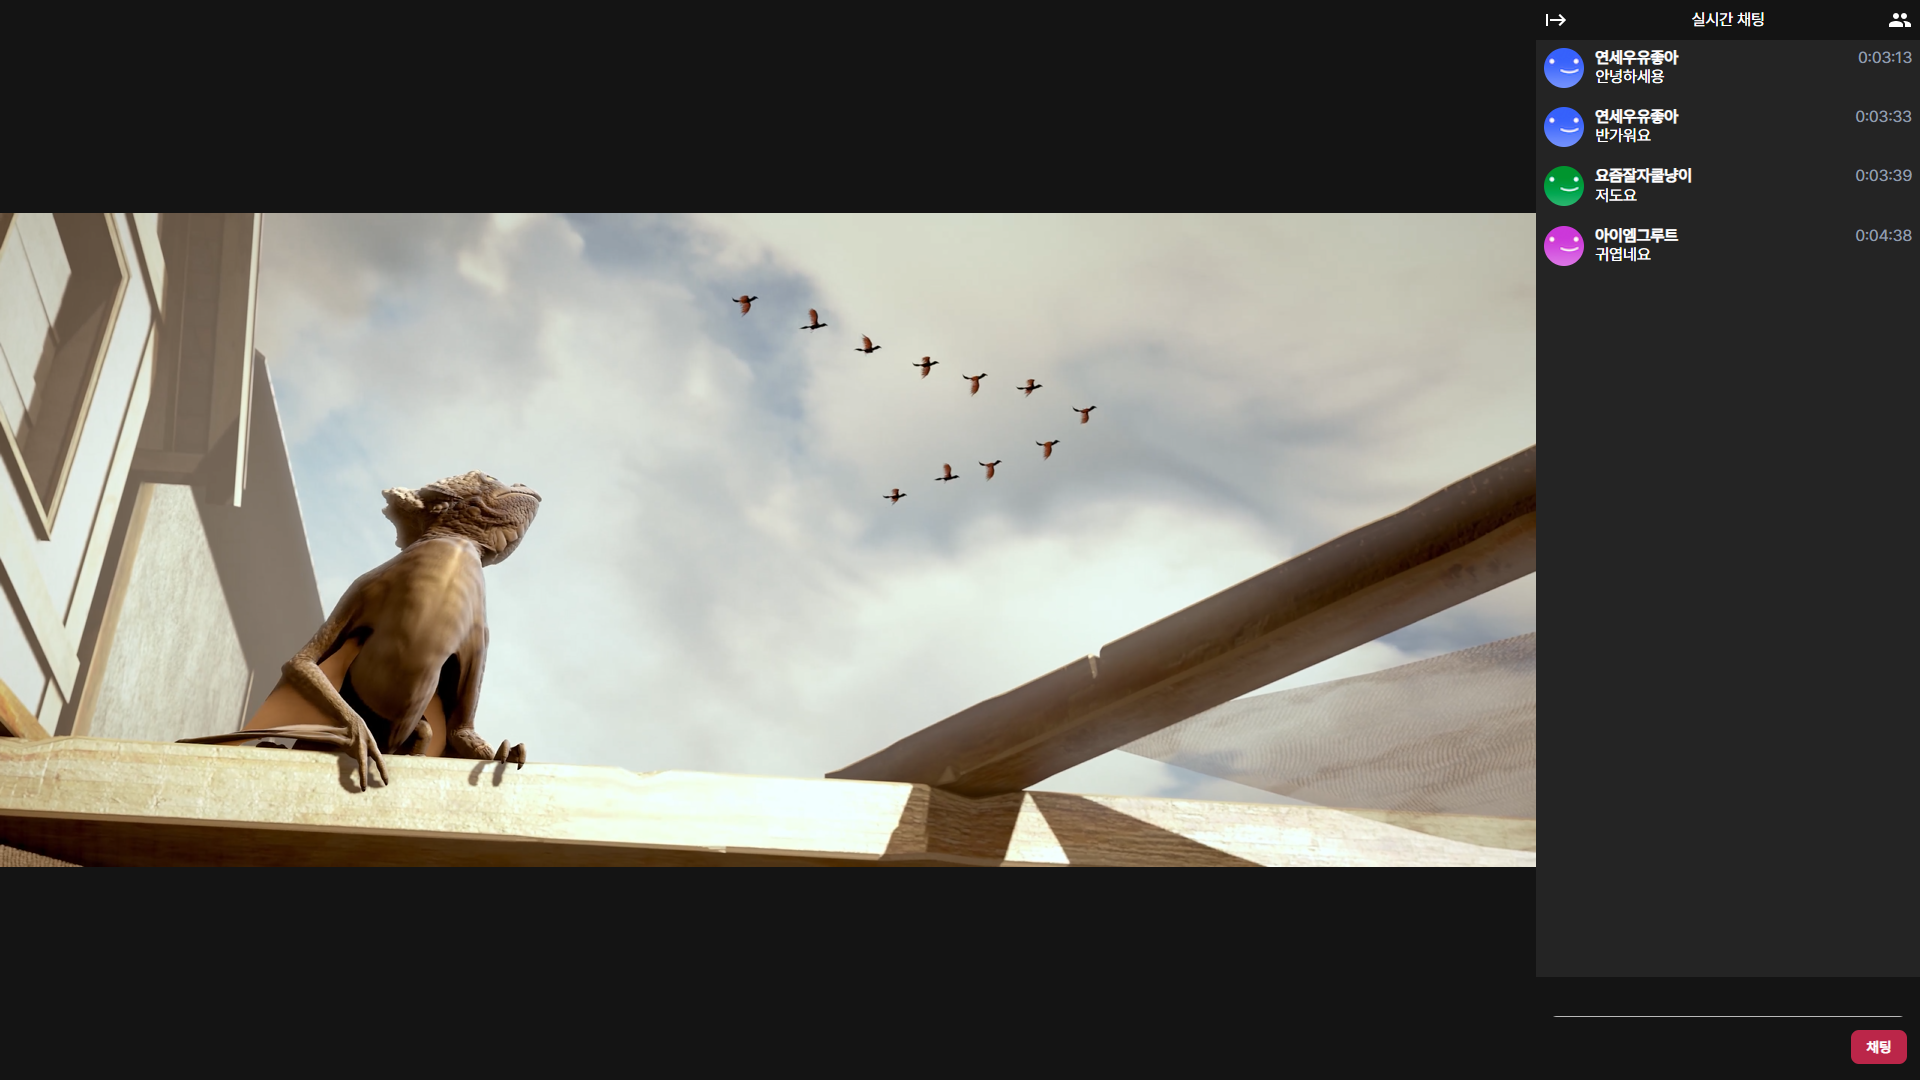 실시간 채팅
연세우유좋아 0:03:13
안녕하세용
연세우유좋아 0:03:33
반가워요
요즘잘자쿨냥이 0:03:39
저도요
아이엠그루트 0:04:38
귀엽네요
채팅